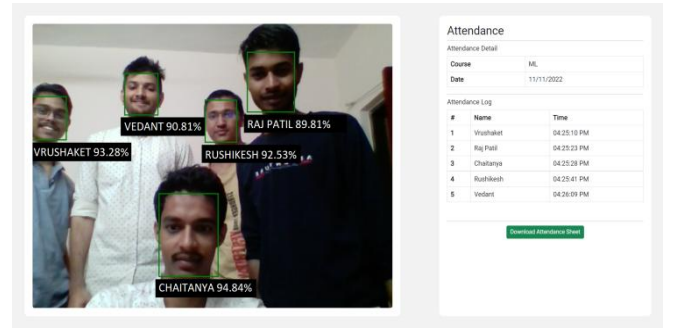 VEDANT 90.81%
RAJ PATIL 89.81%
VRUSHAKET 93.28%
RUSHIKESH 92.53%
CHAITANYA 94.84%
Attendance
Attendance Detail
Course ML
Date 11/11/2022
Attendance Log
# Name Time
1 Vrushaket 04:25:10 PM
2 Raj Patil 04:25:23 PM
3 Chaitanya 04:25:28 PM
4 Rushikesh 04:25:41 PM
5 Vedant 04:26:09 PM
Download Attendance Sheet